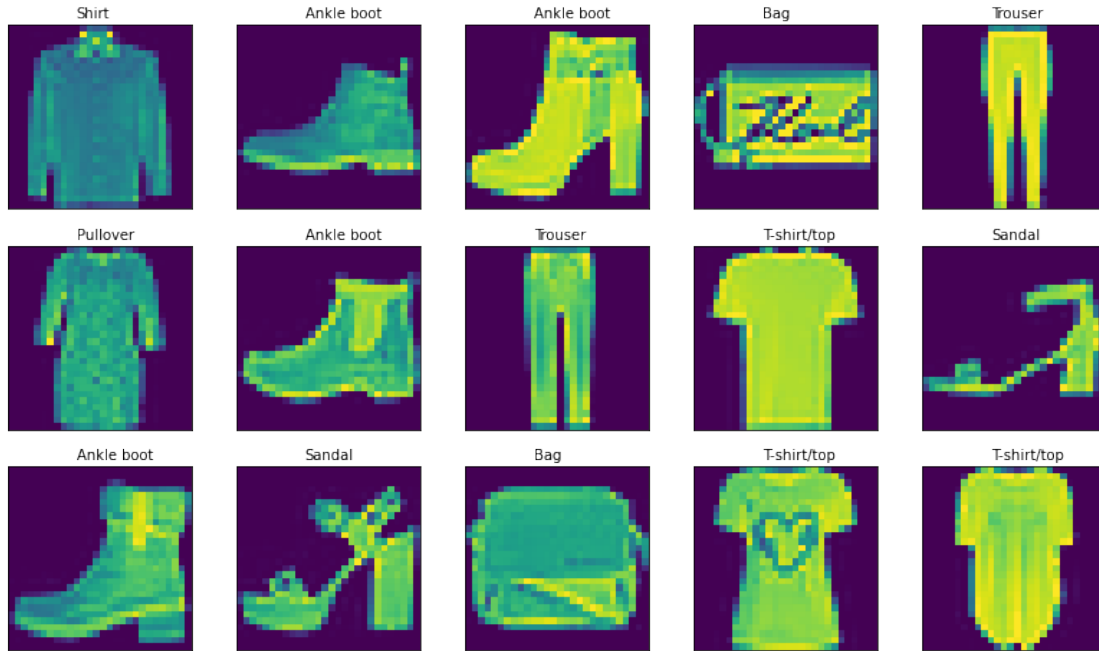 Shirt
Ankle boot
Ankle boot
Bag
Trouser
Pullover
Ankle boot
Trouser
T-shirt/top
Sandal
Ankle boot
Sandal
Bag
T-shirt/top
T-shirt/top